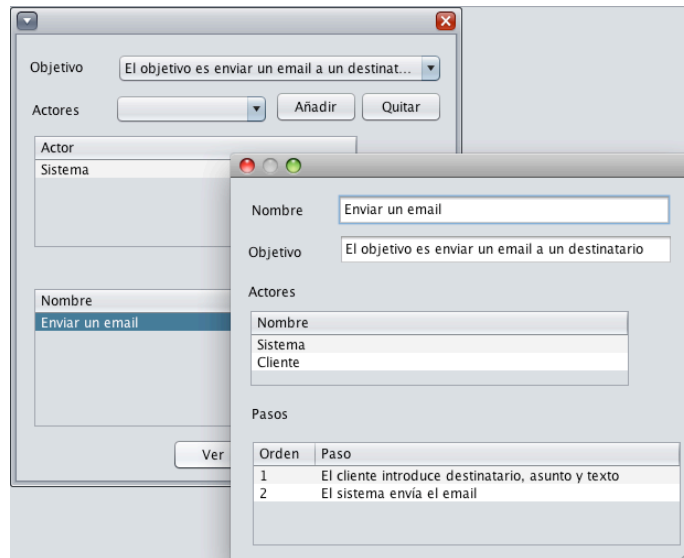 Objetivo El objetivo es enviar un email a un destinat...
Actores Añadir Quitar
Actor
Sistema
Nombre
Enviar un email
Ver
Nombre Enviar un email
Objetivo El objetivo es enviar un email a un destinatario
Actores
Nombre
Sistema
Cliente
Pasos
Orden Paso
1 El cliente introduce destinatario, asunto y texto
2 El sistema envía el email